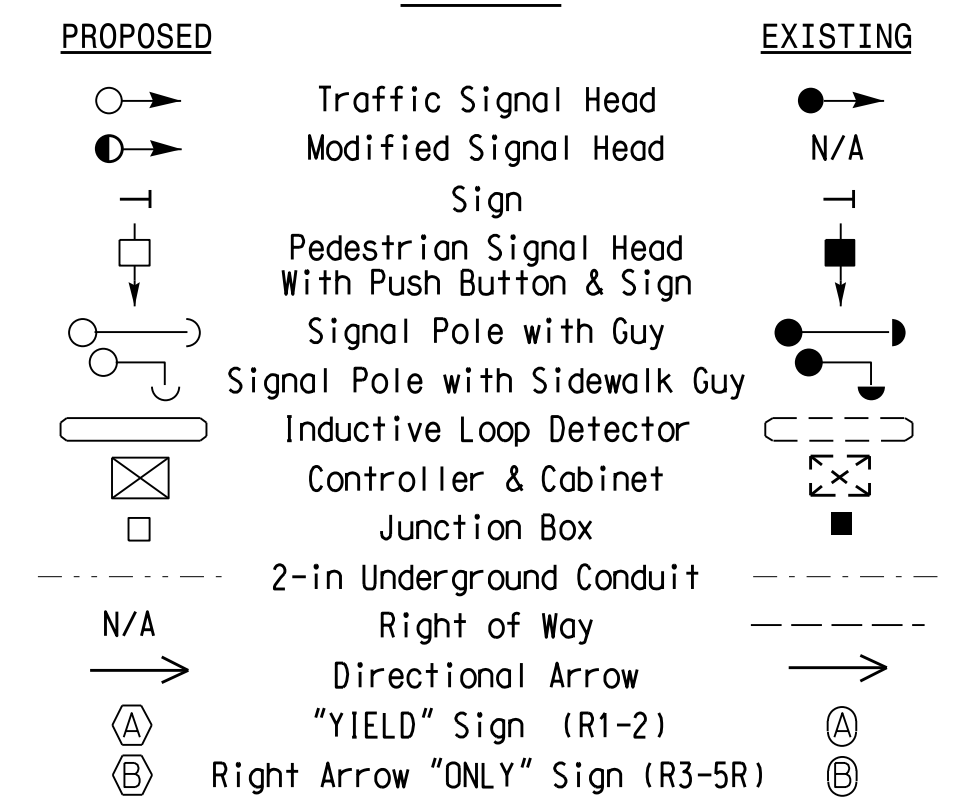 PROPOSED EXISTING
Traffic Signal Head
Modified Signal Head N/A
Sign
Pedestrian Signal Head
With Push Button & Sign
Signal Pole with Guy
Signal Pole with Sidewalk Guy
Inductive Loop Detector
Controller & Cabinet
Junction Box
2-in Underground Conduit
N/A Right of Way
Directional Arrow
A "YIELD" Sign (R1-2) A
B Right Arrow "ONLY" Sign (R3-5R) B